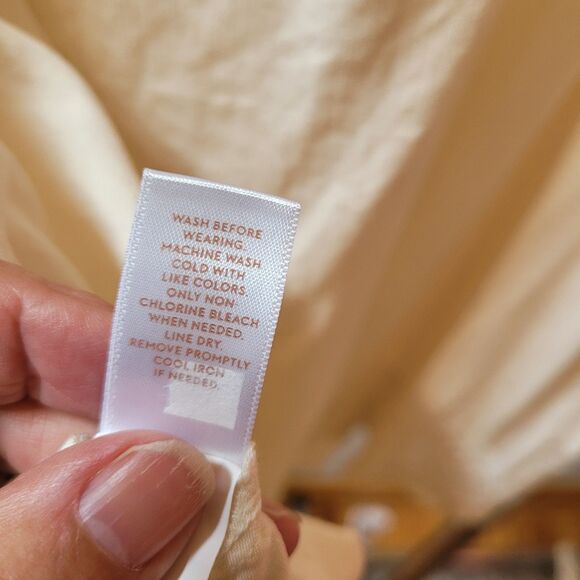 WASH BEFORE
WEARING.
MACHINE WASH
COLD WITH
LIKE COLORS.
ONLY NON
CHLORINE BLEACH
WHEN NEEDED.
LINE DRY.
REMOVE PROMPTLY
COOL IRON
IF NEEDED.